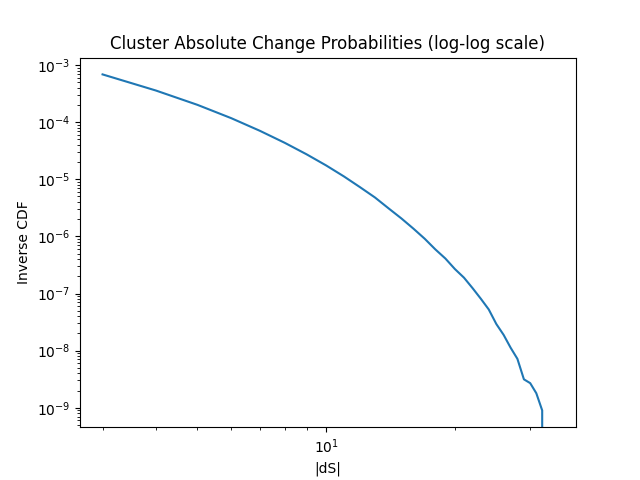 Cluster Absolute Change Probabilities (log-log scale)
10⁻³
10⁻⁴
10⁻⁵
10⁻⁶
10⁻⁷
10⁻⁸
10⁻⁹
Inverse CDF
10¹
|dS|